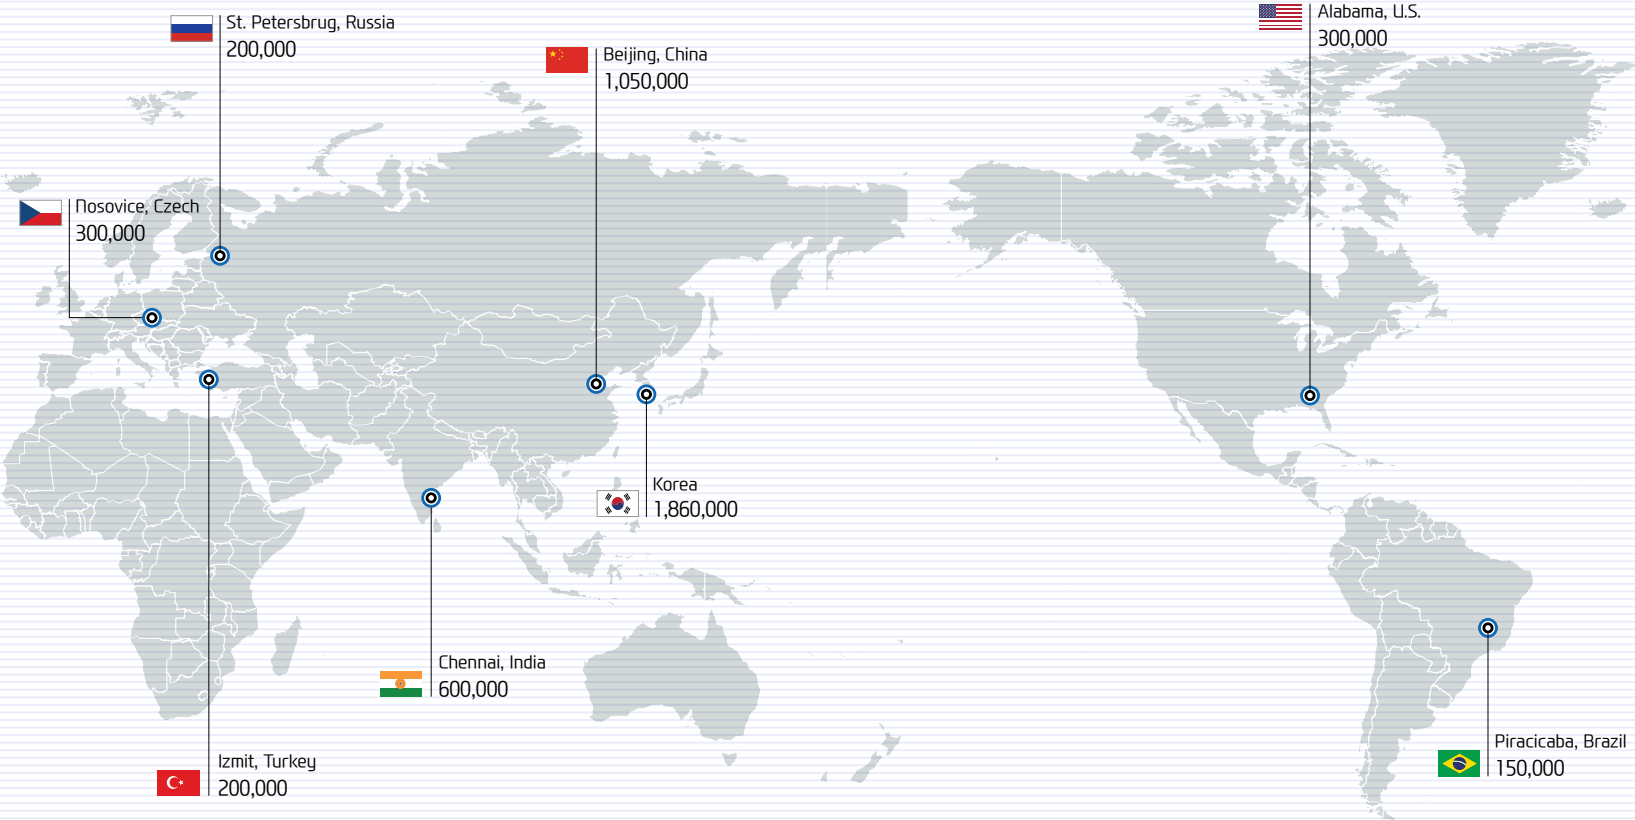 Alabama, U.S.
300,000
St. Petersbrug, Russia
200,000
Beijing, China
1,050,000
Nosovice, Czech
300,000
Korea
1,860,000
Chennai, India
600,000
Piracicaba, Brazil
150,000
Izmit, Turkey
200,000